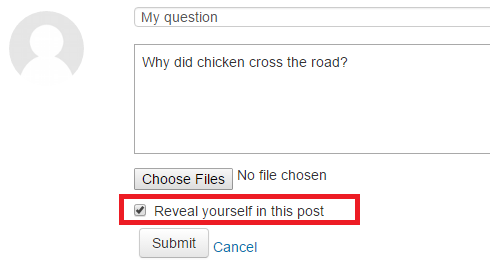 My question
Why did chicken cross the road?
Choose Files No file chosen
Reveal yourself in this post
Submit Cancel